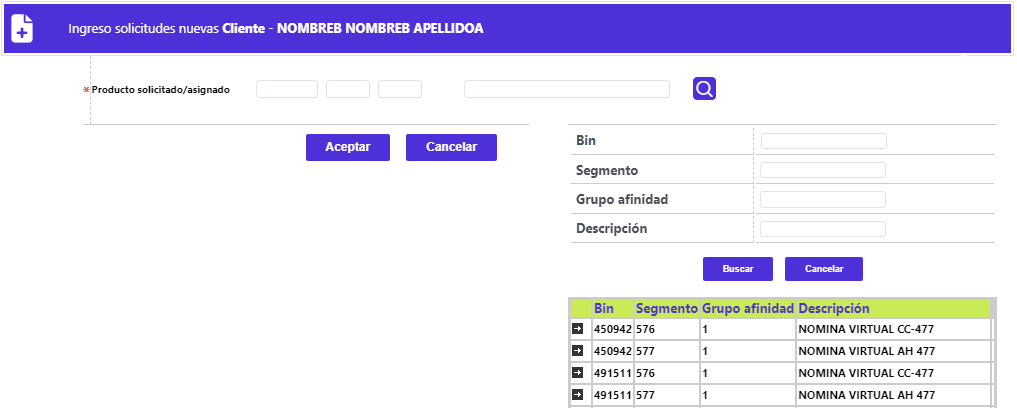 Ingreso solicitudes nuevas Cliente - NOMBREB NOMBREB APELLIDOA
* Producto solicitado/asignado
Aceptar Cancelar
Bin
Segmento
Grupo afinidad
Descripción
Buscar Cancelar
Bin Segmento Grupo afinidad Descripción
450942 576 1 NOMINA VIRTUAL CC-477
450942 577 1 NOMINA VIRTUAL AH 477
491511 576 1 NOMINA VIRTUAL CC-477
491511 577 1 NOMINA VIRTUAL AH 477